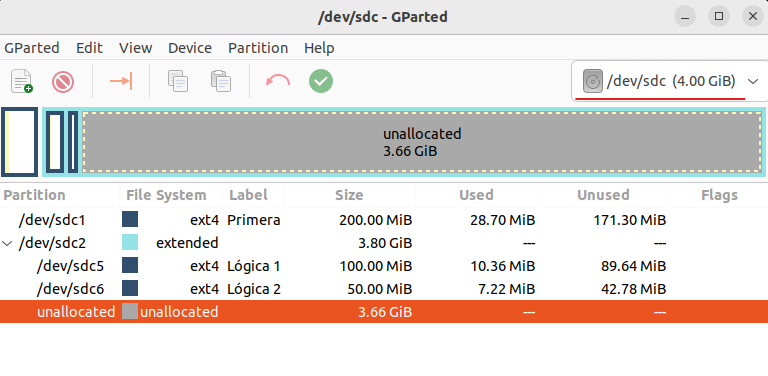 /dev/sdc - GParted
GParted Edit View Device Partition Help
/dev/sdc (4.00 GiB)
unallocated
3.66 GiB
Partition File System Label Size Used Unused Flags
/dev/sdc1 ext4 Primera 200.00 MiB 28.70 MiB 171.30 MiB
/dev/sdc2 extended 3.80 GiB --- ---
/dev/sdc5 ext4 Lógica 1 100.00 MiB 10.36 MiB 89.64 MiB
/dev/sdc6 ext4 Lógica 2 50.00 MiB 7.22 MiB 42.78 MiB
unallocated unallocated 3.66 GiB --- ---